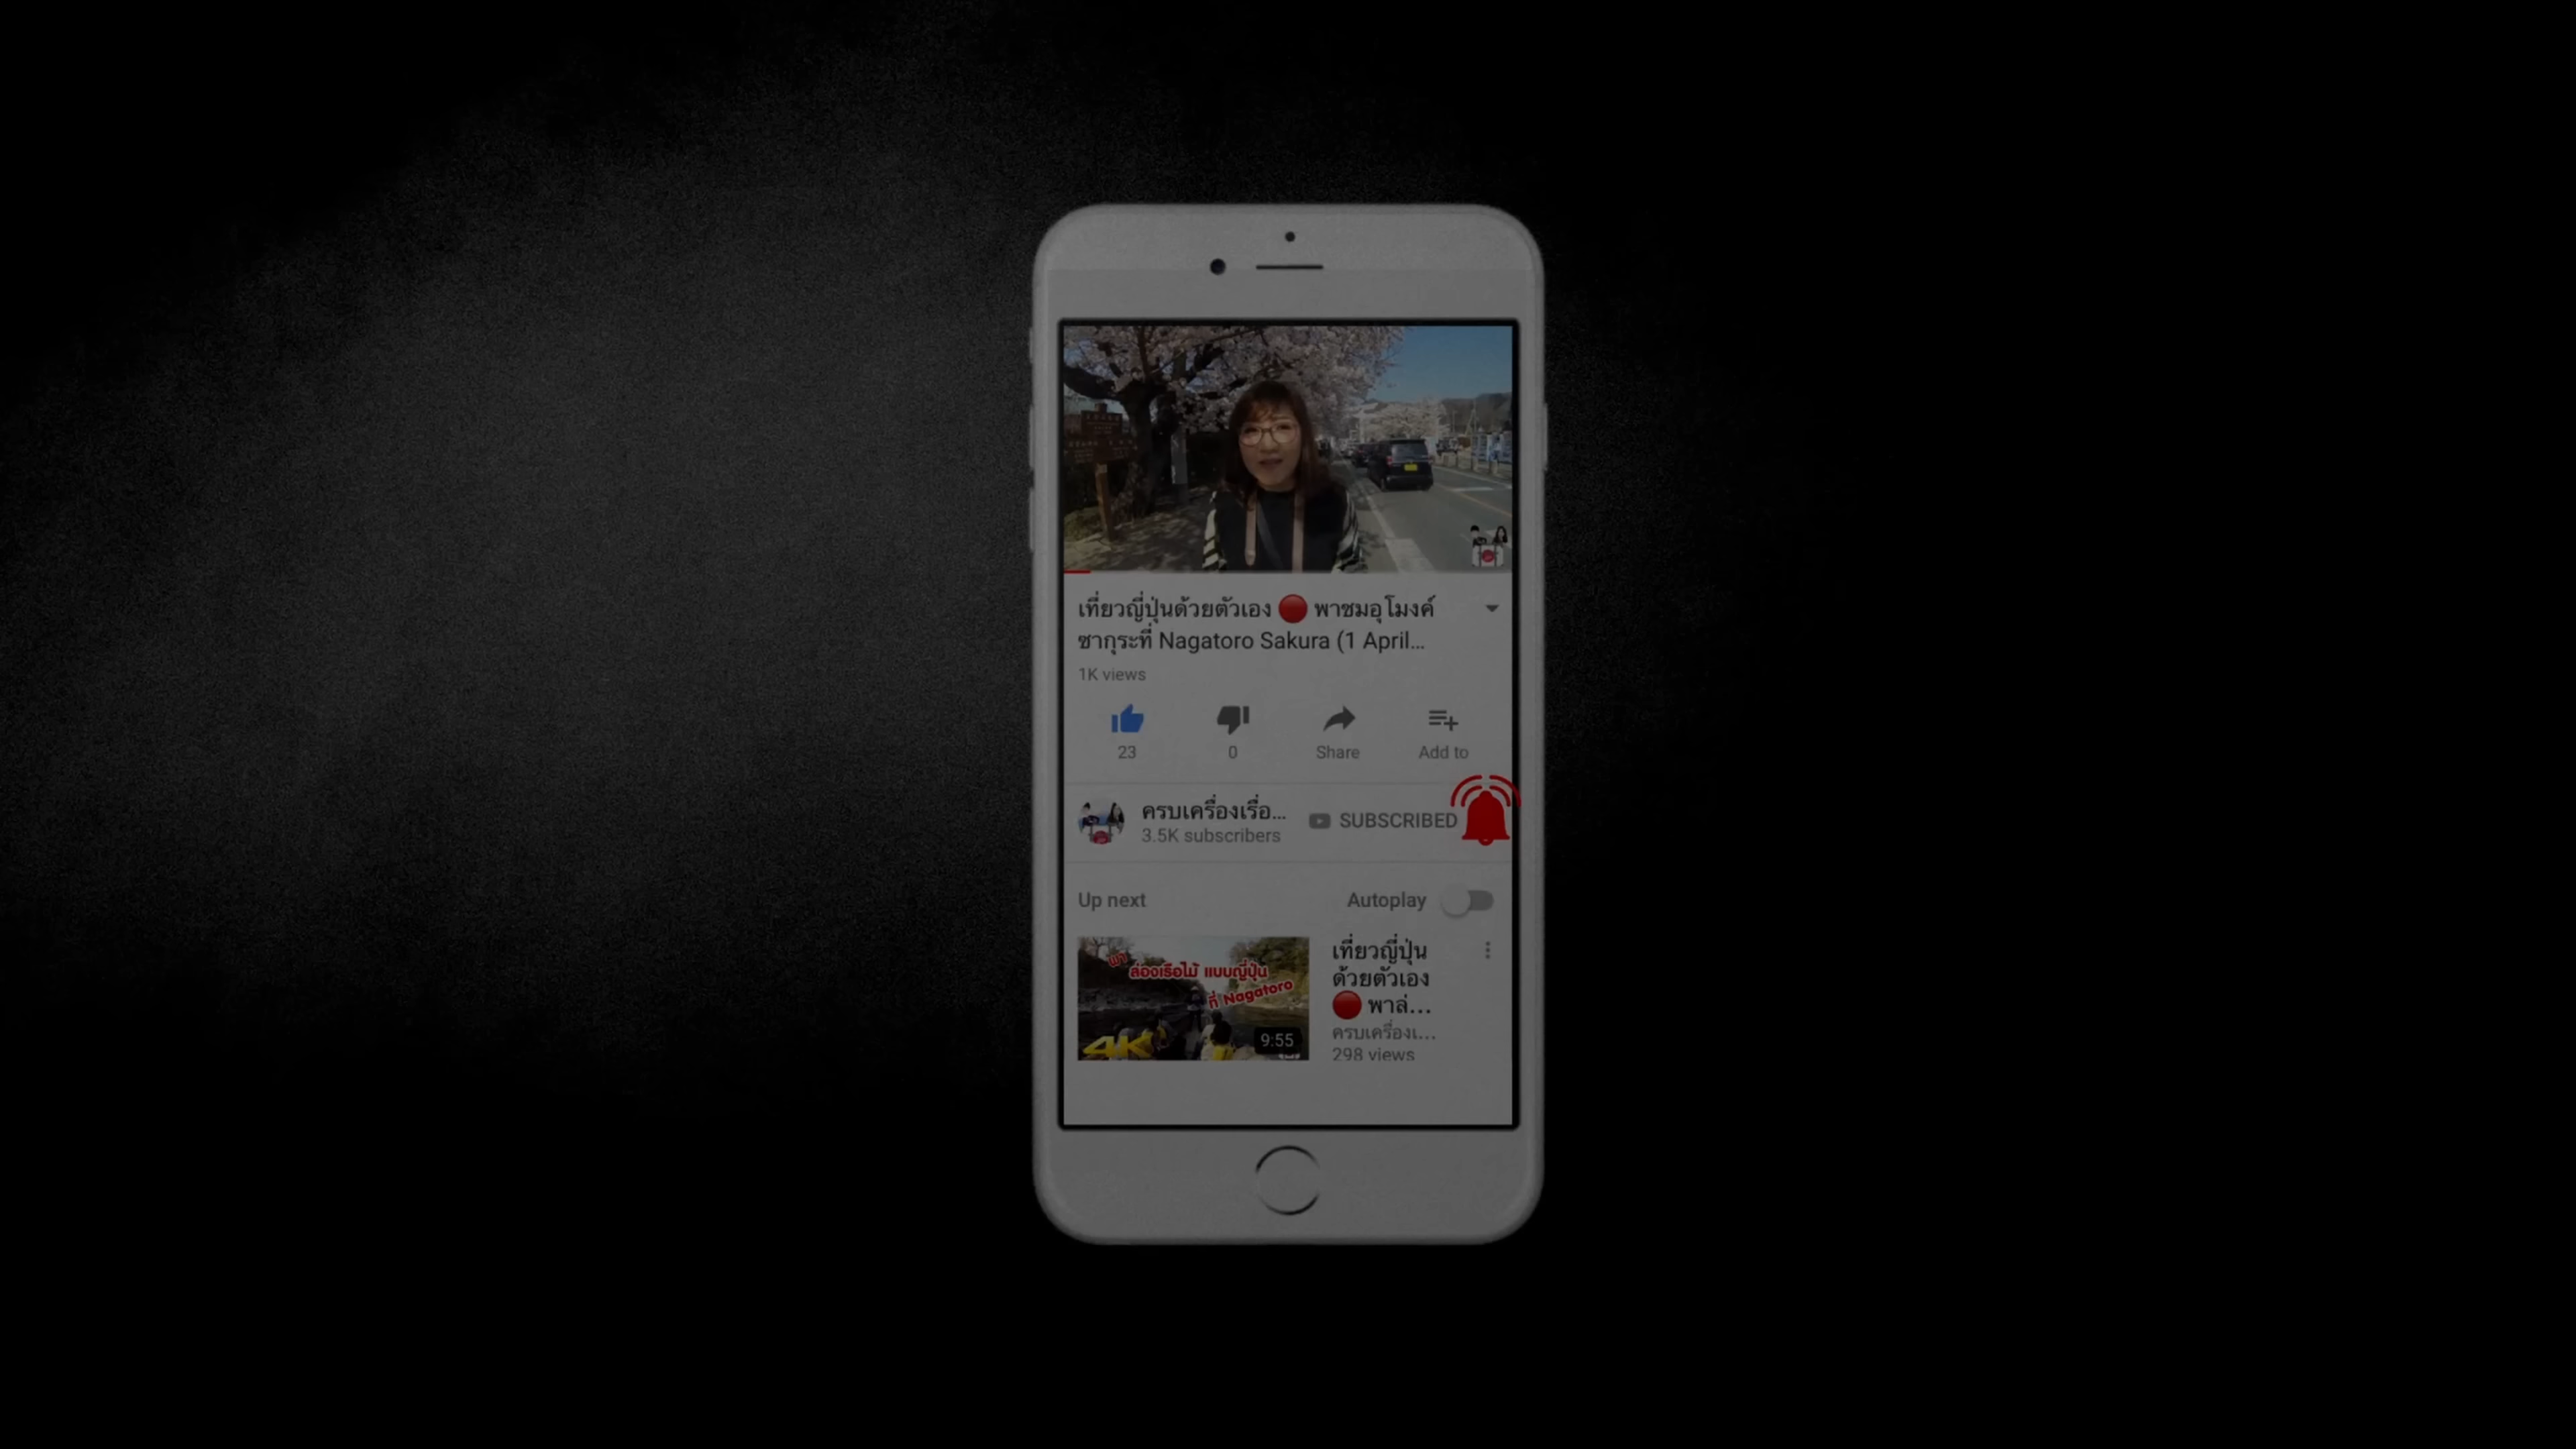 เที่ยวญี่ปุ่นด้วยตัวเอง 🔴 พาชมอุโมงค์
ซากุระที่ Nagatoro Sakura (1 April...
1K views
23
0
Share
Add to
ครบเครื่องเรื่อ...
3.5K subscribers
SUBSCRIBED
Up next
Autoplay
พา
ล่องเรือไม้ แบบญี่ปุ่น
ที่ Nagatoro
4K
9:55
เที่ยวญี่ปุ่น
ด้วยตัวเอง
🔴 พาล่...
ครบเครื่องเ...
298 views